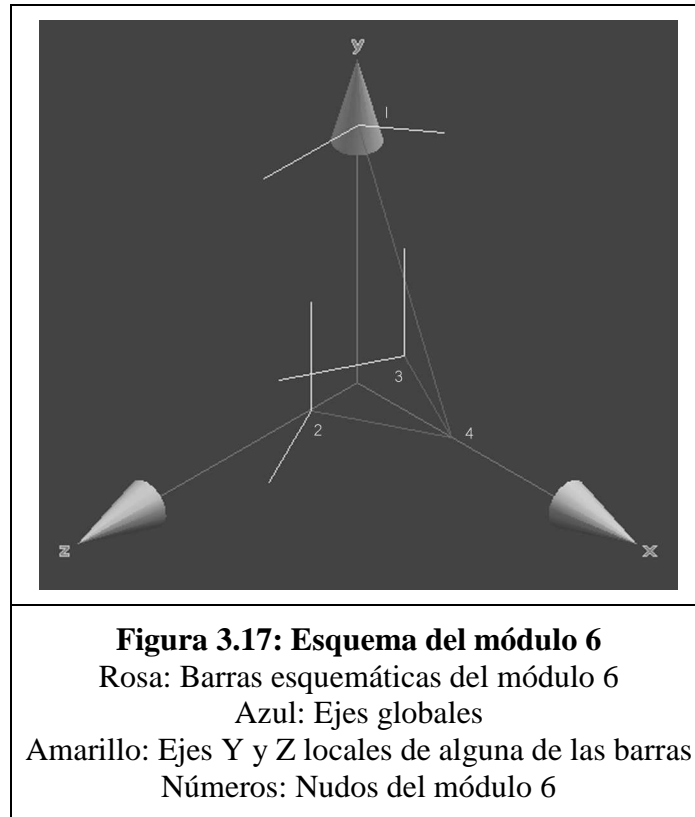 y
1
3
2
4
z
x
Figura 3.17: Esquema del módulo 6
Rosa: Barras esquemáticas del módulo 6
Azul: Ejes globales
Amarillo: Ejes Y y Z locales de alguna de las barras
Números: Nudos del módulo 6